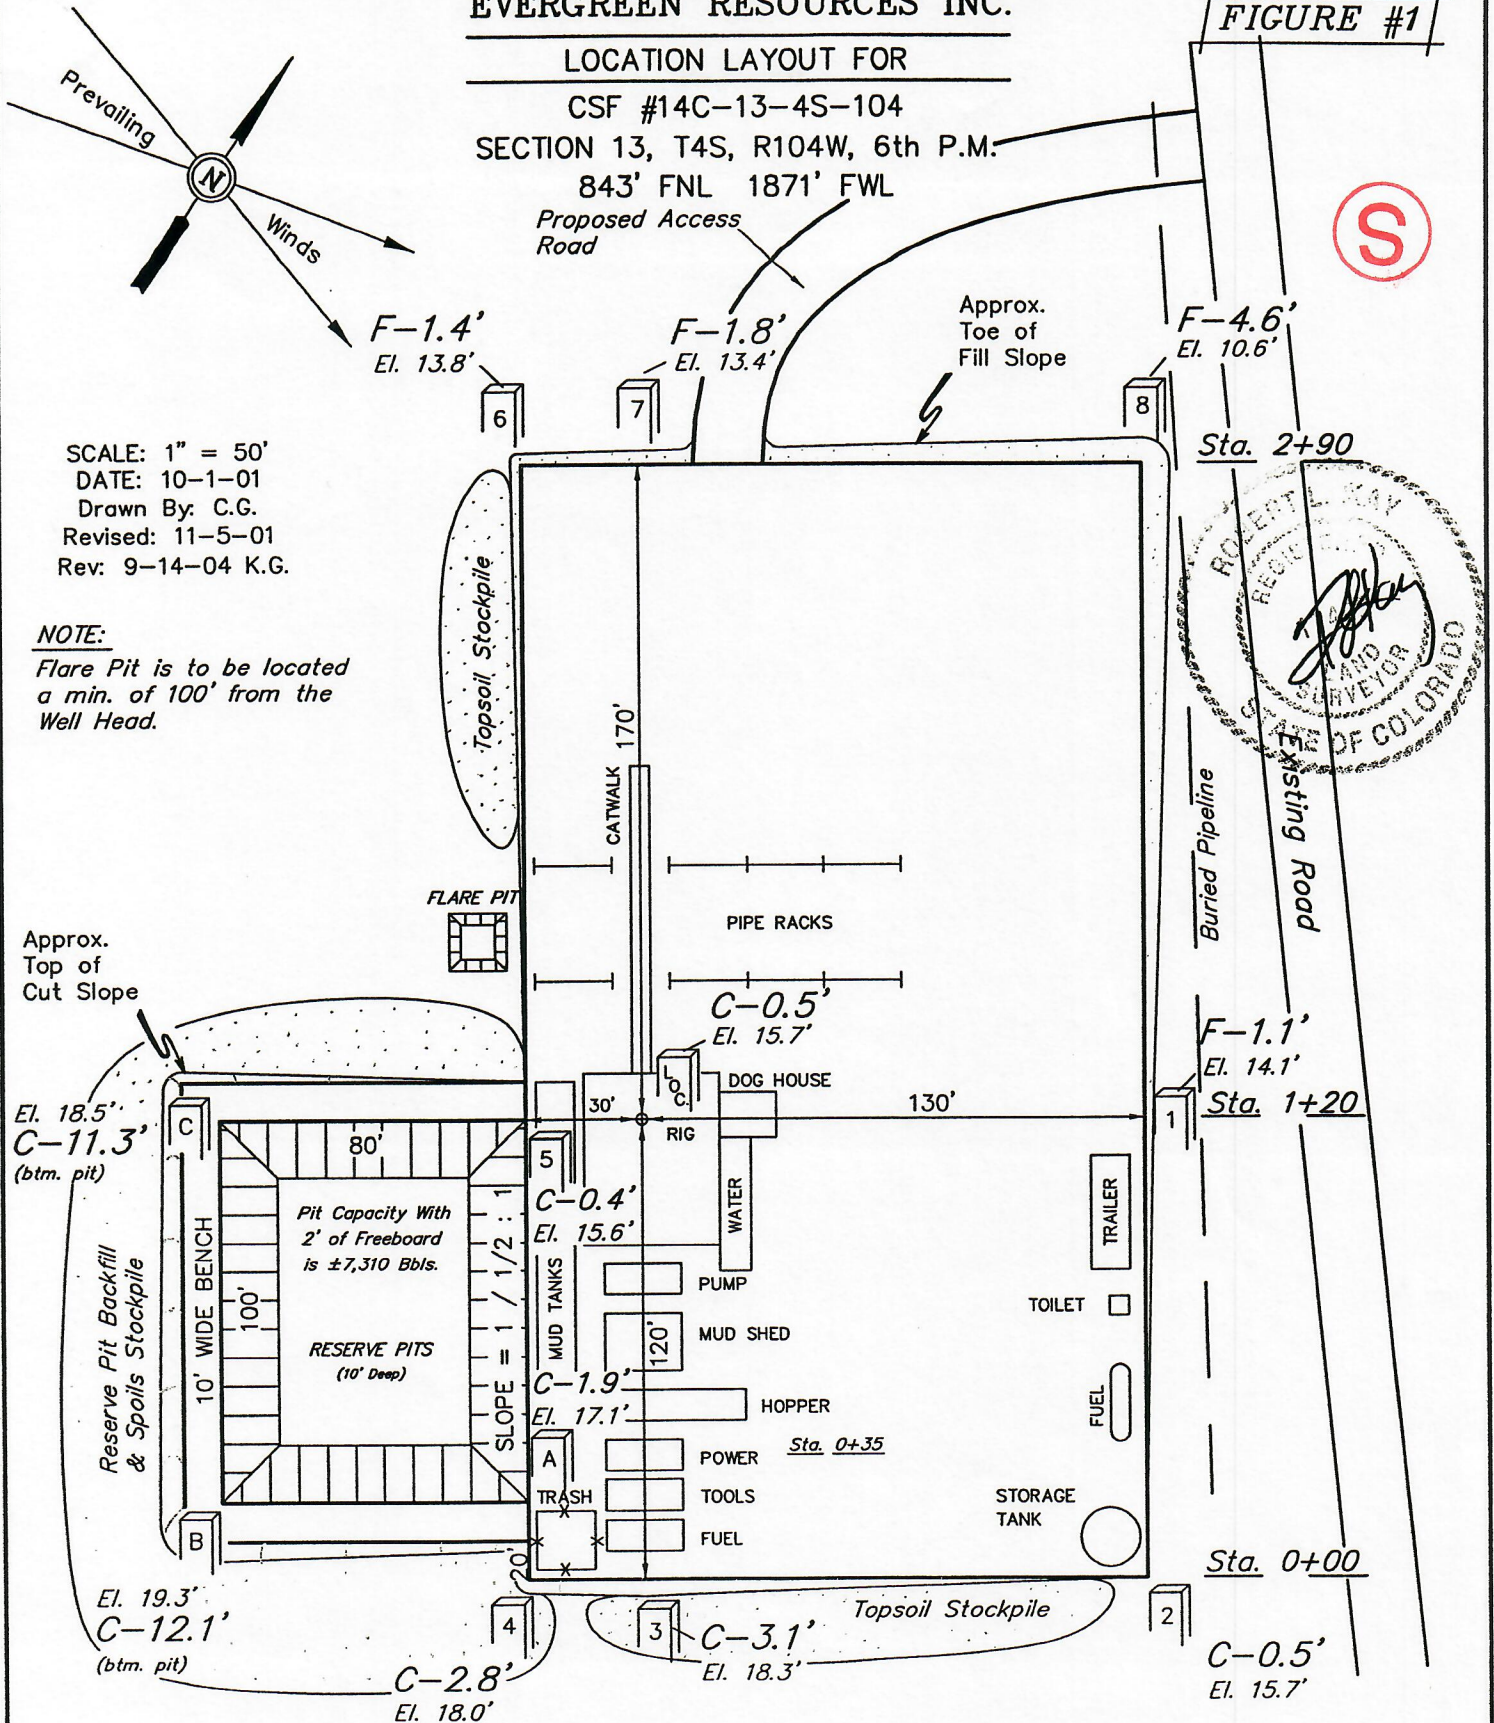 EVERGREEN RESOURCES INC.
FIGURE #1
LOCATION LAYOUT FOR
CSF #14C-13-4S-104
SECTION 13, T4S, R104W, 6th P.M.
843' FNL 1871' FWL
Prevailing
N
Winds
Proposed Access
Road
S
Approx.
Toe of
Fill Slope
F-1.4'
El. 13.8'
F-1.8'
El. 13.4'
F-4.6'
El. 10.6'
6
7
8
SCALE: 1" = 50'
DATE: 10-1-01
Drawn By: C.G.
Revised: 11-5-01
Rev: 9-14-04 K.G.
Sta. 2+90
ROBERT L. KAY
REGISTERED
LAND
SURVEYOR
STATE OF COLORADO
NOTE:
Flare Pit is to be located
a min. of 100' from the
Well Head.
Topsoil Stockpile
170'
CATWALK
Existing Road
Buried Pipeline
FLARE PIT
PIPE RACKS
Approx.
Top of
Cut Slope
C-0.5'
El. 15.7'
F-1.1'
El. 14.1'
LOC.
DOG HOUSE
El. 18.5'
C-11.3'
(btm. pit)
C
80'
30'
RIG
130'
1
Sta. 1+20
5
C-0.4'
El. 15.6'
WATER
TRAILER
Pit Capacity With
2' of Freeboard
is ±7,310 Bbls.
RESERVE PITS
(10' Deep)
100'
10' WIDE BENCH
SLOPE = 1 1/2 : 1
Reserve Pit Backfill
& Spoils Stockpile
MUD TANKS
PUMP
TOILET
MUD SHED
120'
C-1.9'
El. 17.1'
HOPPER
FUEL
Sta. 0+35
A
POWER
TRASH
TOOLS
STORAGE
TANK
B
FUEL
20'
Sta. 0+00
El. 19.3'
C-12.1'
(btm. pit)
4
3
Topsoil Stockpile
2
C-3.1'
El. 18.3'
C-2.8'
El. 18.0'
C-0.5'
El. 15.7'